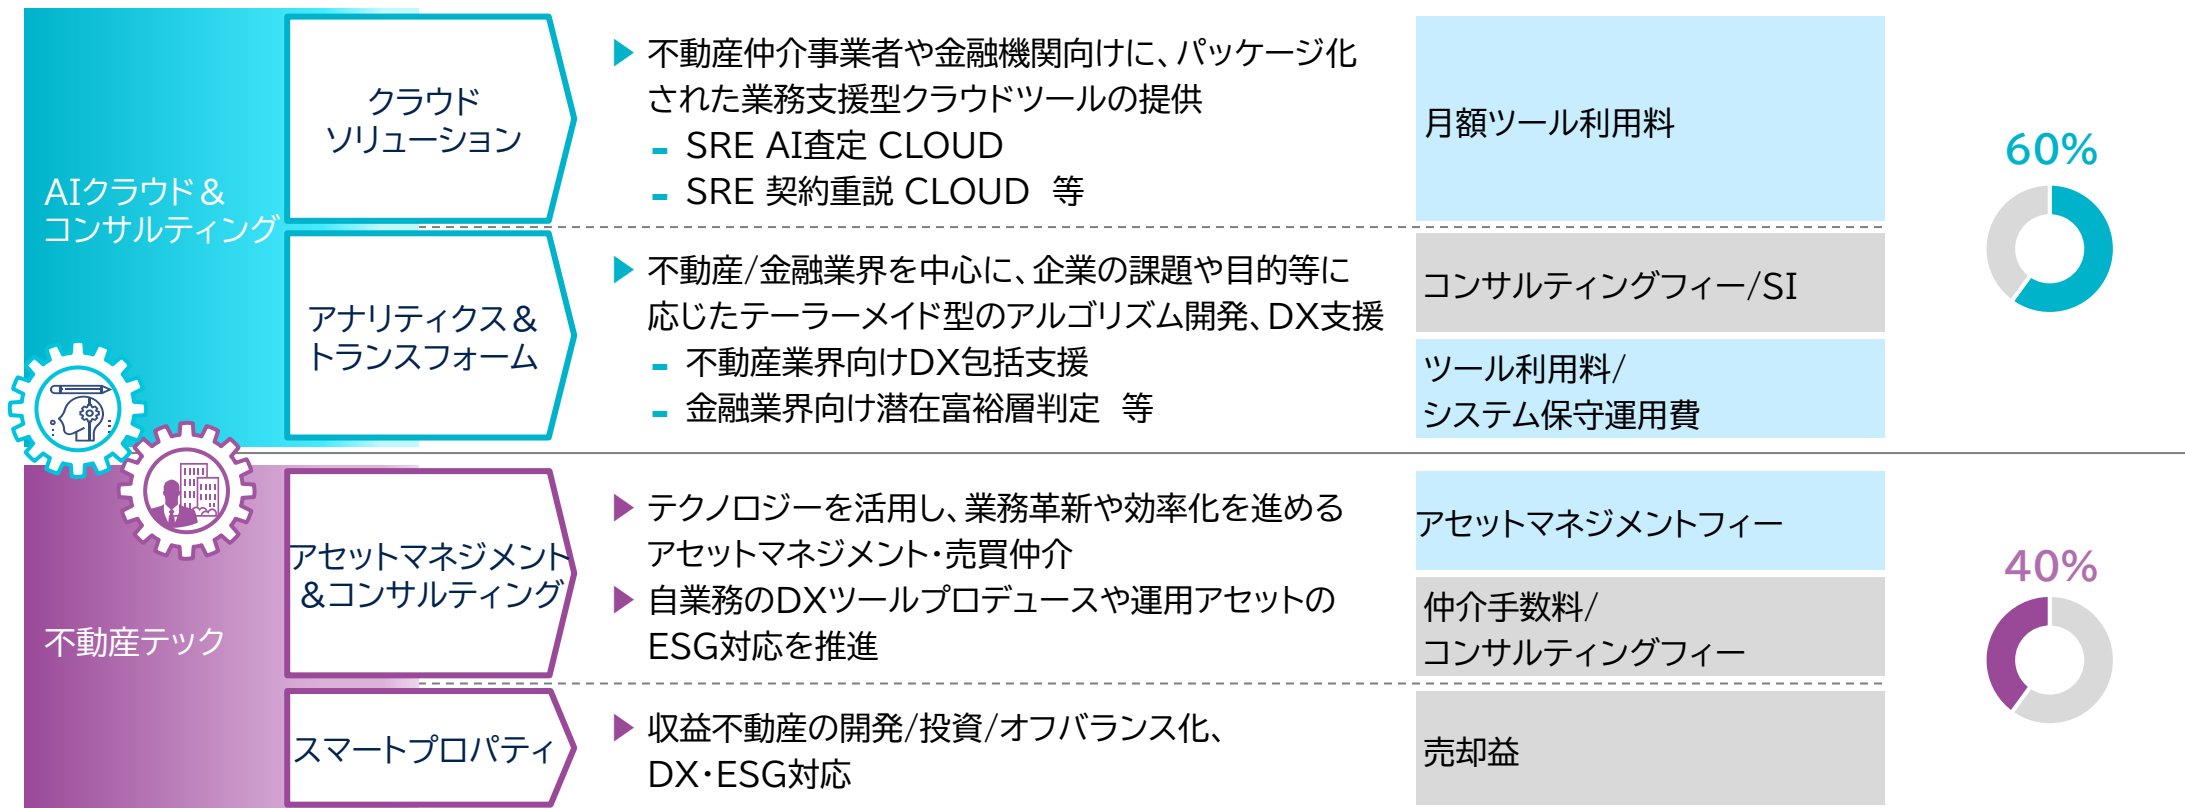 AIクラウド&
コンサルティング
クラウド
ソリューション
不動産仲介事業者や金融機関向けに、パッケージ化
された業務支援型クラウドツールの提供
- SRE AI査定 CLOUD
- SRE 契約重説 CLOUD 等
月額ツール利用料
60%
アナリティクス&
トランスフォーム
不動産/金融業界を中心に、企業の課題や目的等に
応じたテーラーメイド型のアルゴリズム開発、DX支援
- 不動産業界向けDX包括支援
- 金融業界向け潜在富裕層判定 等
コンサルティングフィー/SI
ツール利用料/
システム保守運用費
不動産テック
アセットマネジメント
&コンサルティング
テクノロジーを活用し、業務革新や効率化を進める
アセットマネジメント・売買仲介
自業務のDXツールプロデュースや運用アセットの
ESG対応を推進
アセットマネジメントフィー
仲介手数料/
コンサルティングフィー
40%
スマートプロパティ
収益不動産の開発/投資/オフバランス化、
DX・ESG対応
売却益